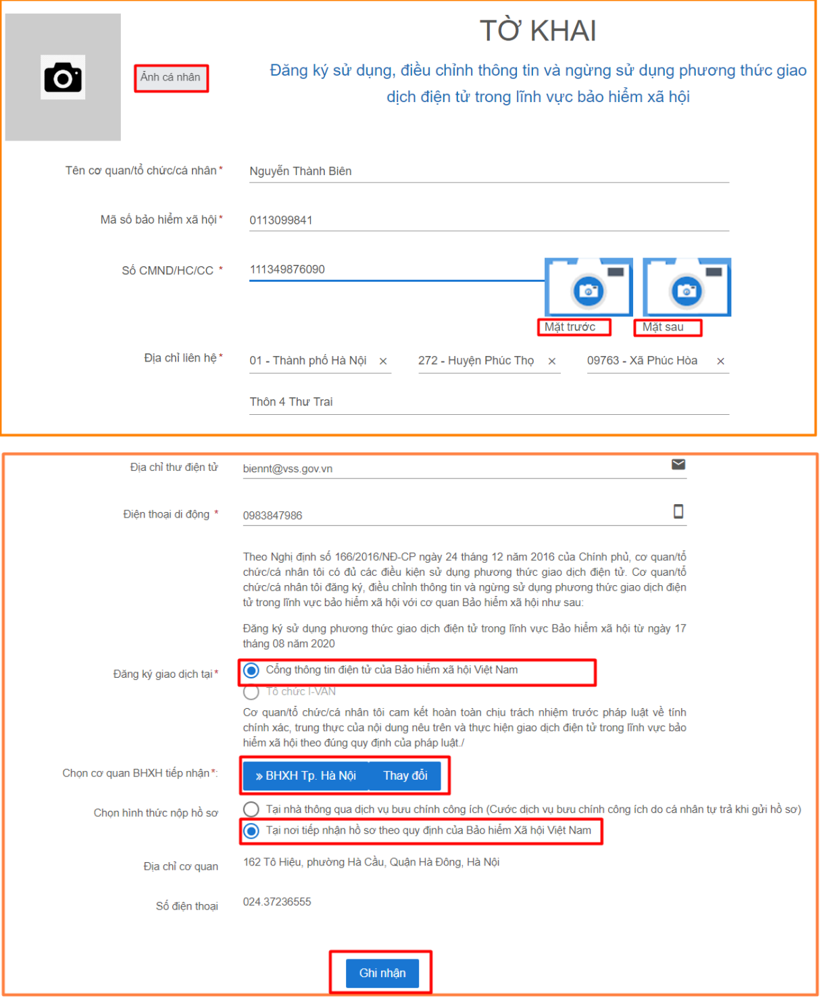 TỜ KHAI
Ảnh cá nhân
Đăng ký sử dụng, điều chỉnh thông tin và ngừng sử dụng phương thức giao
dịch điện tử trong lĩnh vực bảo hiểm xã hội
Tên cơ quan/tổ chức/cá nhân * Nguyễn Thành Biên
Mã số bảo hiểm xã hội * 0113099841
Số CMND/HC/CC * 111349876090
Mặt trước Mặt sau
Địa chỉ liên hệ * 01 - Thành phố Hà Nội × 272 - Huyện Phúc Thọ × 09763 - Xã Phúc Hòa ×
Thôn 4 Thư Trai
Địa chỉ thư điện tử biennt@vss.gov.vn
Điện thoại di động * 0983847986
Theo Nghị định số 166/2016/NĐ-CP ngày 24 tháng 12 năm 2016 của Chính phủ, cơ quan/tổ
chức/cá nhân tôi có đủ các điều kiện sử dụng phương thức giao dịch điện tử. Cơ quan/tổ
chức/cá nhân tôi đăng ký, điều chỉnh thông tin và ngừng sử dụng phương thức giao dịch điện
tử trong lĩnh vực bảo hiểm xã hội với cơ quan Bảo hiểm xã hội như sau:
Đăng ký sử dụng phương thức giao dịch điện tử trong lĩnh vực Bảo hiểm xã hội từ ngày 17
tháng 08 năm 2020
Đăng ký giao dịch tại * Cổng thông tin điện tử của Bảo hiểm xã hội Việt Nam
Tổ chức I-VAN
Cơ quan/tổ chức/cá nhân tôi cam kết hoàn toàn chịu trách nhiệm trước pháp luật về tính
chính xác, trung thực của nội dung nêu trên và thực hiện giao dịch điện tử trong lĩnh vực bảo
hiểm xã hội theo đúng quy định của pháp luật./
Chọn cơ quan BHXH tiếp nhận *: » BHXH Tp. Hà Nội Thay đổi
Chọn hình thức nộp hồ sơ Tại nhà thông qua dịch vụ bưu chính công ích (Cước dịch vụ bưu chính công ích do cá nhân tự trả khi gửi hồ sơ)
Tại nơi tiếp nhận hồ sơ theo quy định của Bảo hiểm Xã hội Việt Nam
Địa chỉ cơ quan 162 Tô Hiệu, phường Hà Cầu, Quận Hà Đông, Hà Nội
Số điện thoại 024.37236555
Ghi nhận